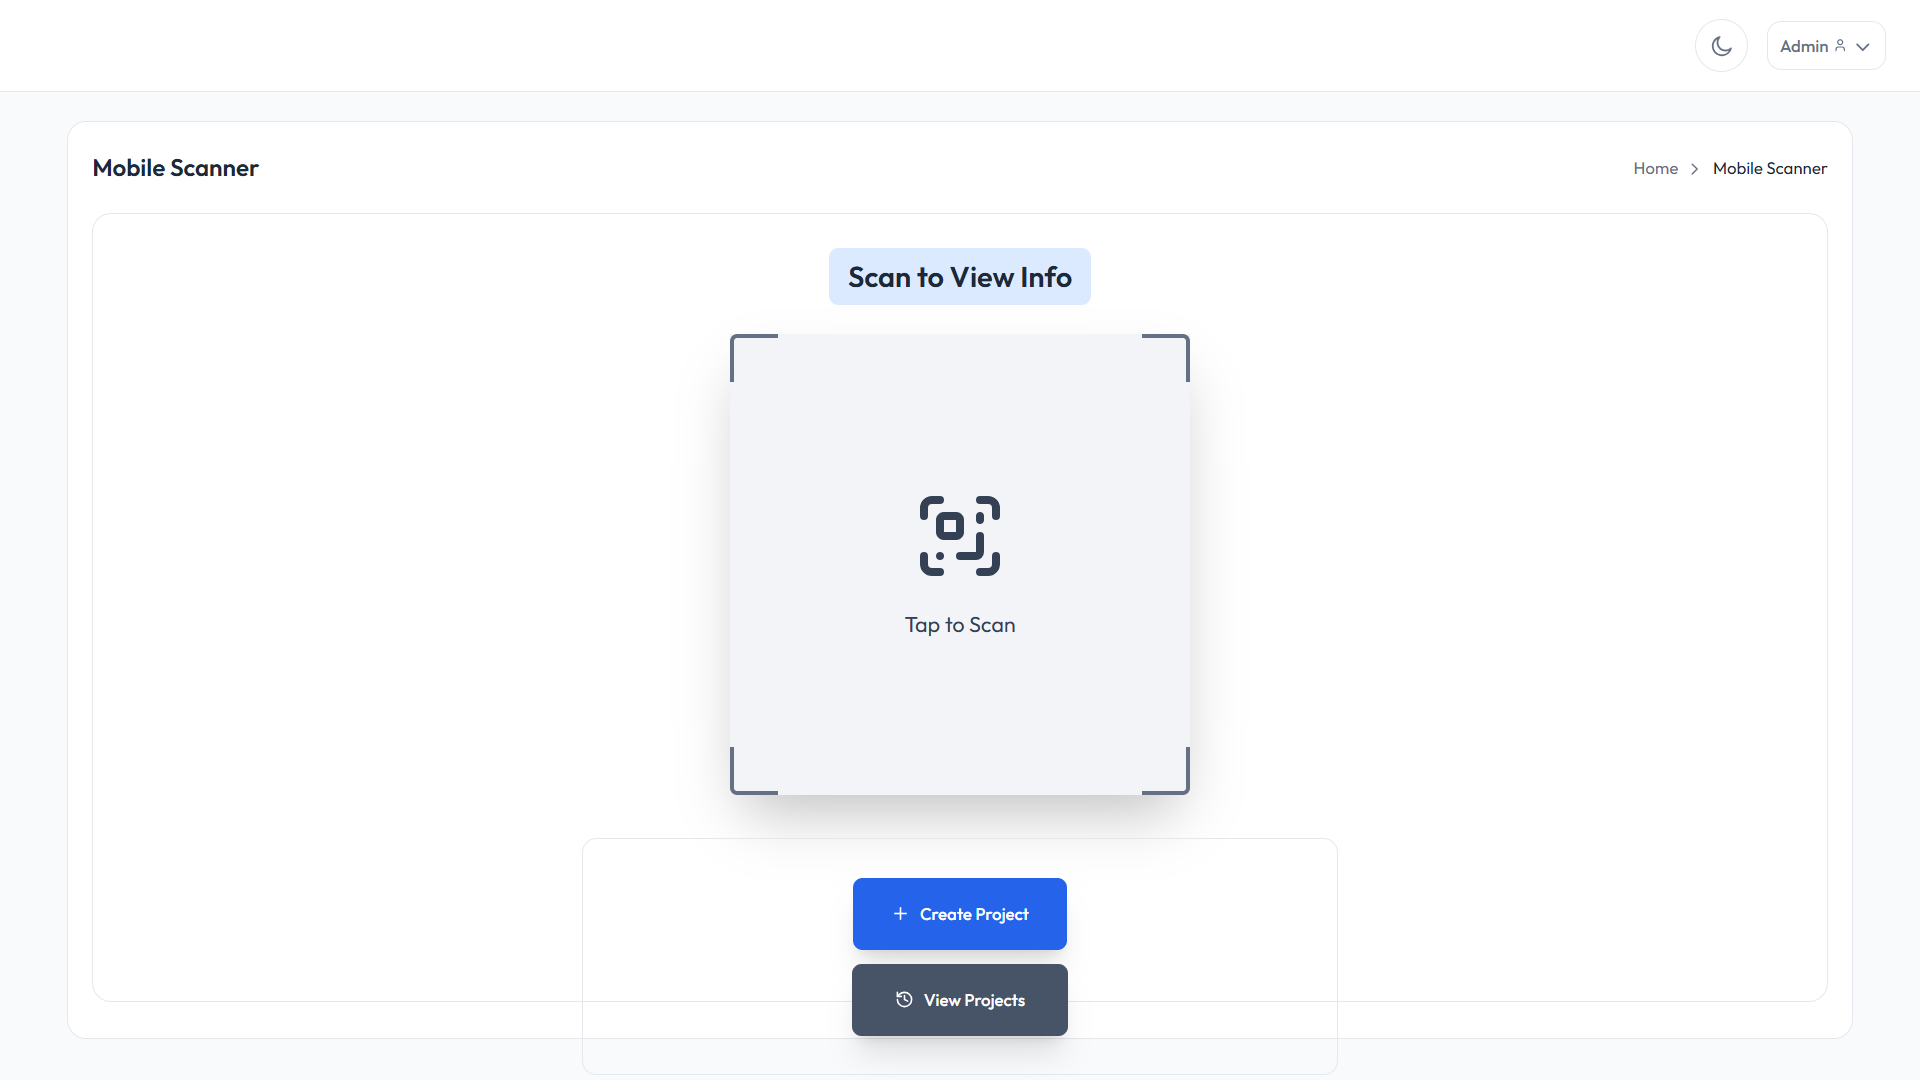 Admin
Mobile Scanner
Home > Mobile Scanner
Scan to View Info
Tap to Scan
+ Create Project
View Projects